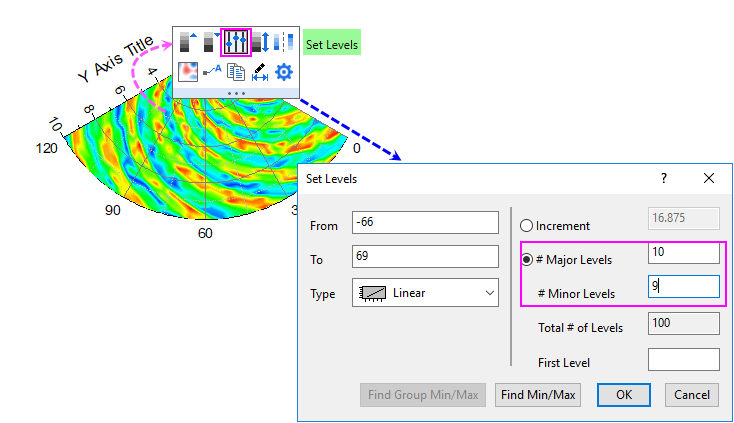 Set Levels
Y Axis Title
4
6
8
10
120
90
60
3
0
Set Levels
?
From -66
To 69
Type Linear
Increment 16.875
# Major Levels 10
# Minor Levels 9
Total # of Levels 100
First Level
Find Group Min/Max Find Min/Max OK Cancel